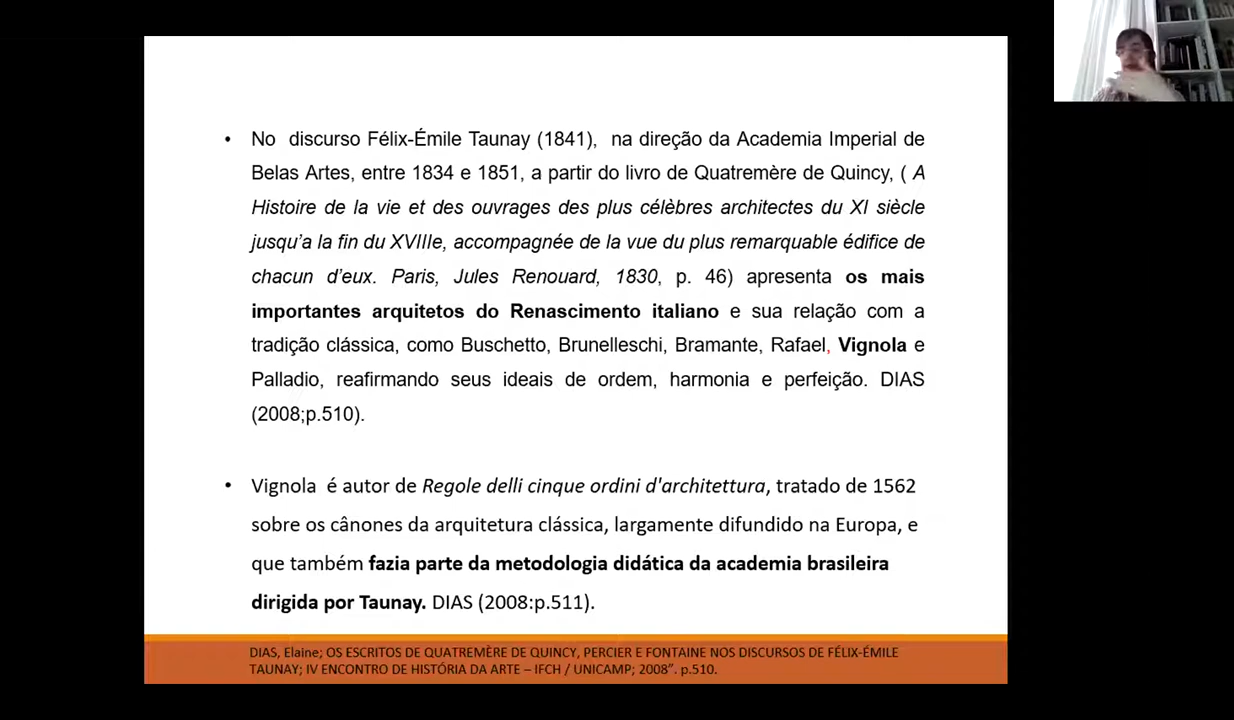 • No discurso Félix-Émile Taunay (1841), na direção da Academia Imperial de
Belas Artes, entre 1834 e 1851, a partir do livro de Quatremère de Quincy, ( A
Histoire de la vie et des ouvrages des plus célèbres architectes du XI siècle
jusqu'a la fin du XVIIIe, accompagnée de la vue du plus remarquable édifice de
chacun d'eux. Paris, Jules Renouard, 1830, p. 46) apresenta os mais
importantes arquitetos do Renascimento italiano e sua relação com a
tradição clássica, como Buschetto, Brunelleschi, Bramante, Rafael, Vignola e
Palladio, reafirmando seus ideais de ordem, harmonia e perfeição. DIAS
(2008;p.510).
• Vignola é autor de Regole delli cinque ordini d'architettura, tratado de 1562
sobre os cânones da arquitetura clássica, largamente difundido na Europa, e
que também fazia parte da metodologia didática da academia brasileira
dirigida por Taunay. DIAS (2008:p.511).
DIAS, Elaine; OS ESCRITOS DE QUATREMÈRE DE QUINCY, PERCIER E FONTAINE NOS DISCURSOS DE FÉLIX-ÉMILE
TAUNAY; IV ENCONTRO DE HISTÓRIA DA ARTE – IFCH / UNICAMP; 2008”. p.510.